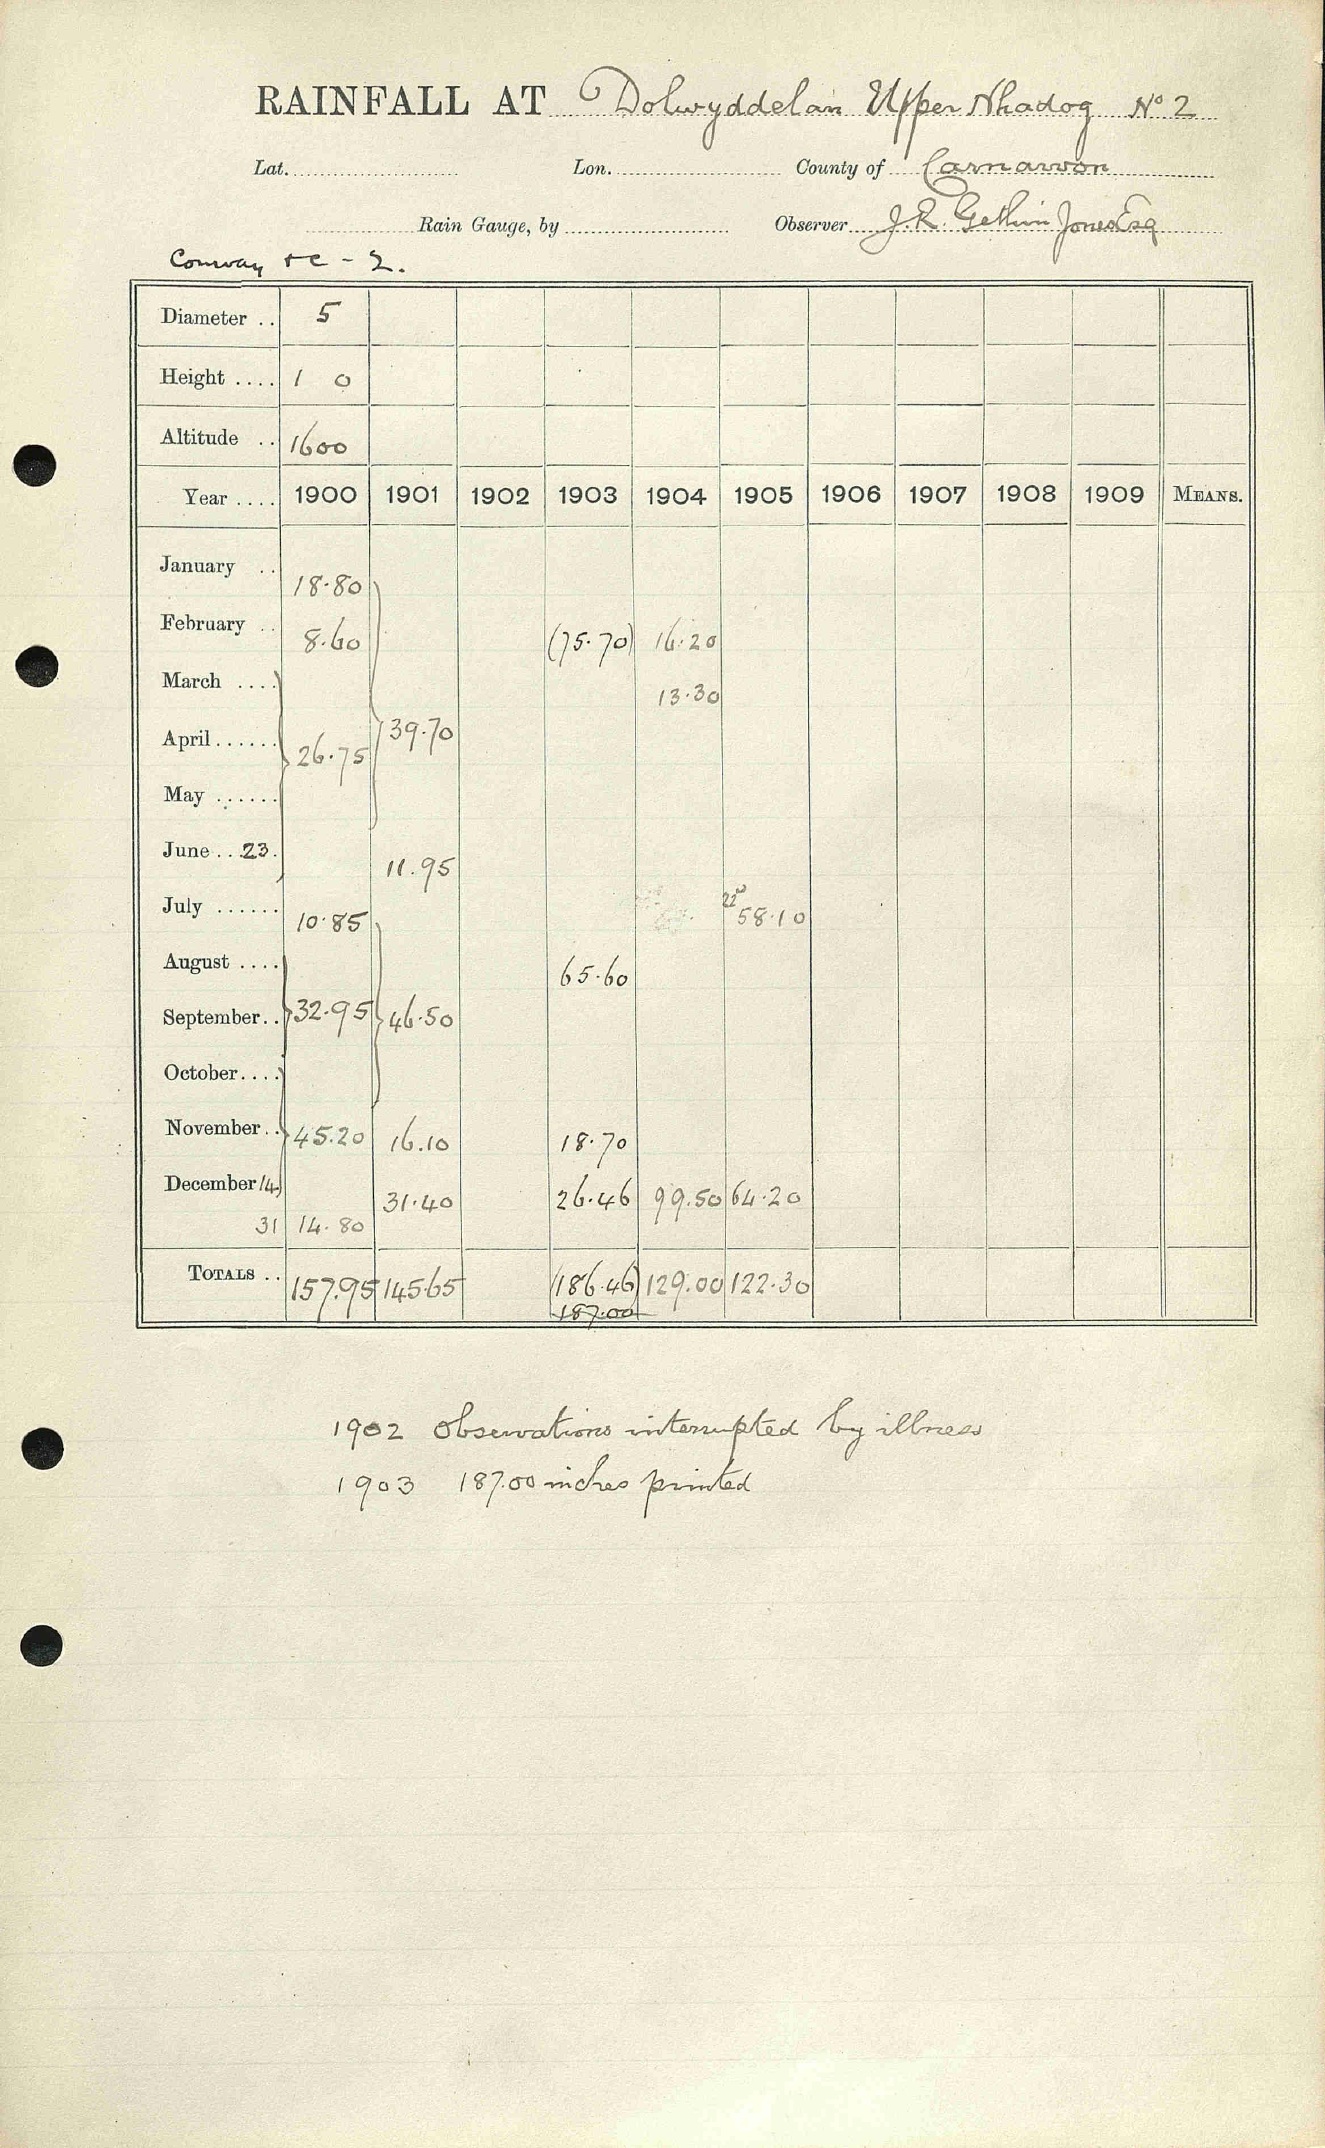 RAINFALL AT Dolwyddelan Upper Nhadog No 2
Lat. Lon. County of Carnarvon
Rain Gauge, by Observer J.R. Gethin Jones Esq
Conway &c - 2.
Diameter .. 5
Height .... 1 0
Altitude .. 1600
Year .... 1900 1901 1902 1903 1904 1905 1906 1907 1908 1909 MEANS.
January .. 18.80
February .. 8.60 (75.70) 16.20
March .... 13.30
April...... 26.75 39.70
May ......
June ... 23. 11.95
July ...... 10.85 22nd 58.10
August .... 65.60
September.. 32.95 46.50
October....
November.. 45.20 16.10 18.70
December 14 31.40 26.46 99.50 64.20
31 14.80
TOTALS .. 157.95 145.65 (186.46) 129.00 122.30
187.00
1902 Observations interrupted by illness
1903 187.00 inches printed